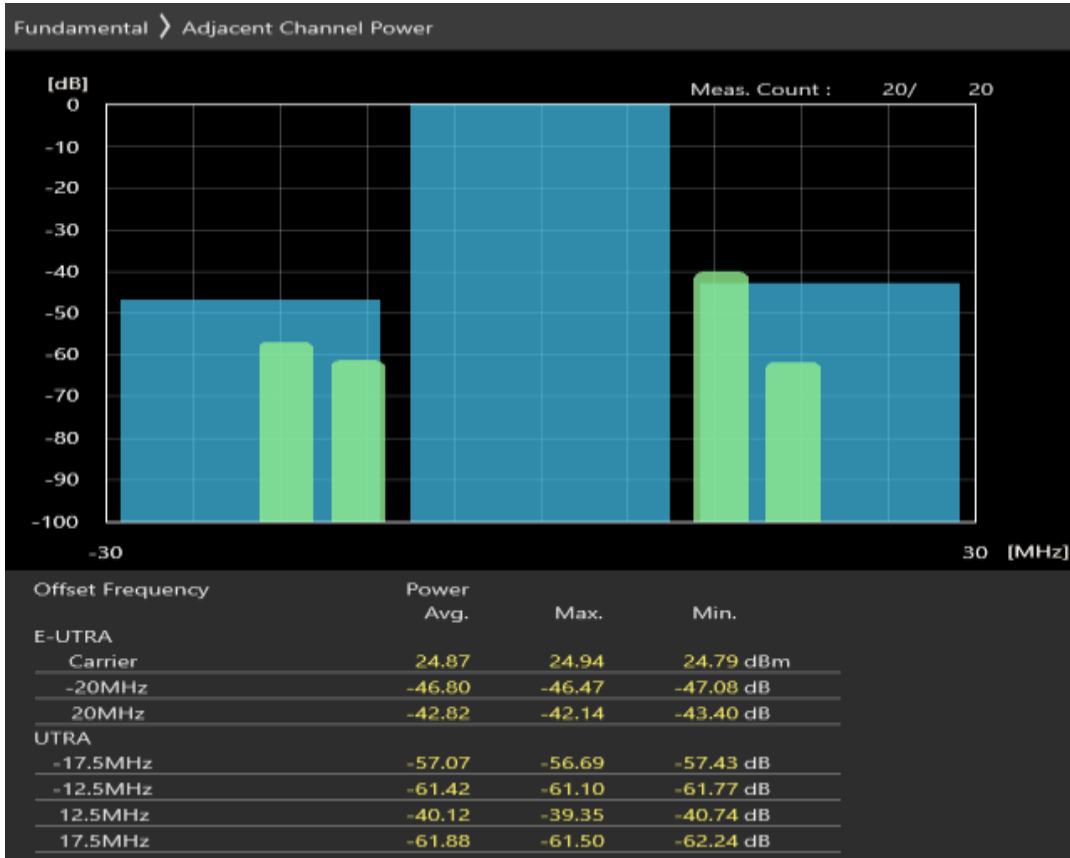 Fundamental 〉 Adjacent Channel Power
[dB]
Meas. Count : 20/ 20
0
-10
-20
-30
-40
-50
-60
-70
-80
-90
-100
-30 30 [MHz]
Offset Frequency Power
Avg. Max. Min.
E-UTRA
Carrier 24.87 24.94 24.79 dBm
-20MHz -46.80 -46.47 -47.08 dB
20MHz -42.82 -42.14 -43.40 dB
UTRA
-17.5MHz -57.07 -56.69 -57.43 dB
-12.5MHz -61.42 -61.10 -61.77 dB
12.5MHz -40.12 -39.35 -40.74 dB
17.5MHz -61.88 -61.50 -62.24 dB